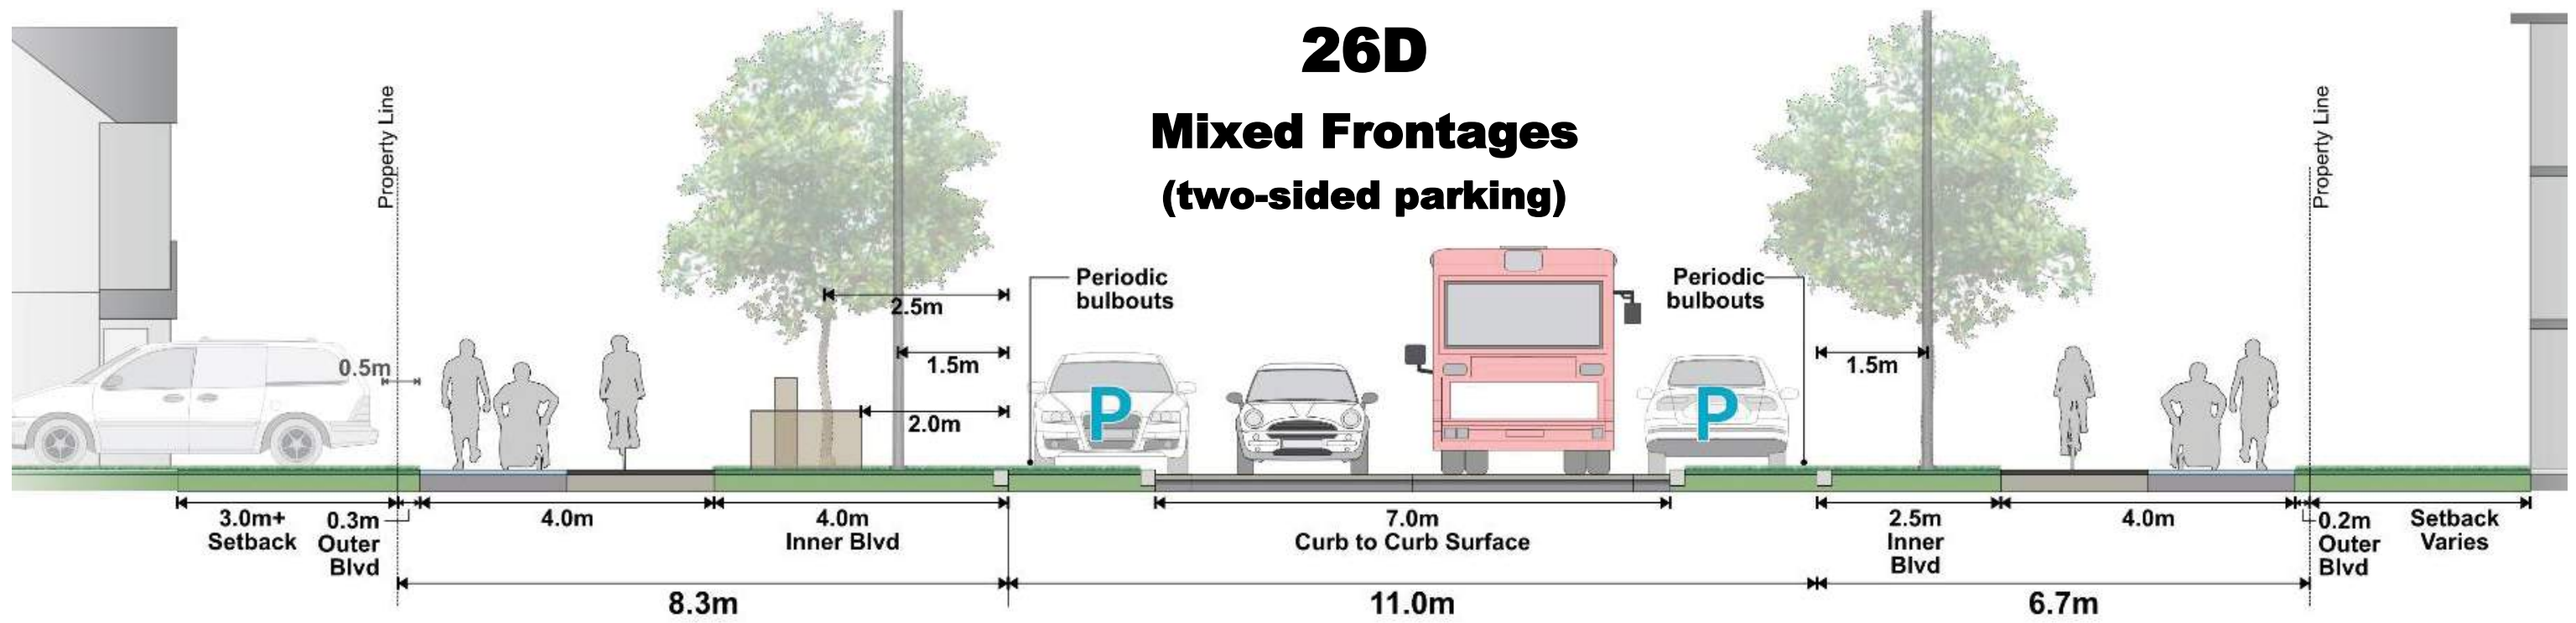 26D
Mixed Frontages
(two-sided parking)
Property Line
Property Line
Periodic
bulbouts
Periodic
bulbouts
2.5m
0.5m
1.5m
1.5m
2.0m
P
P
3.0m+
Setback
0.3m
Outer
Blvd
4.0m
4.0m
Inner Blvd
7.0m
Curb to Curb Surface
2.5m
Inner
Blvd
4.0m
0.2m
Outer
Blvd
Setback
Varies
8.3m
11.0m
6.7m